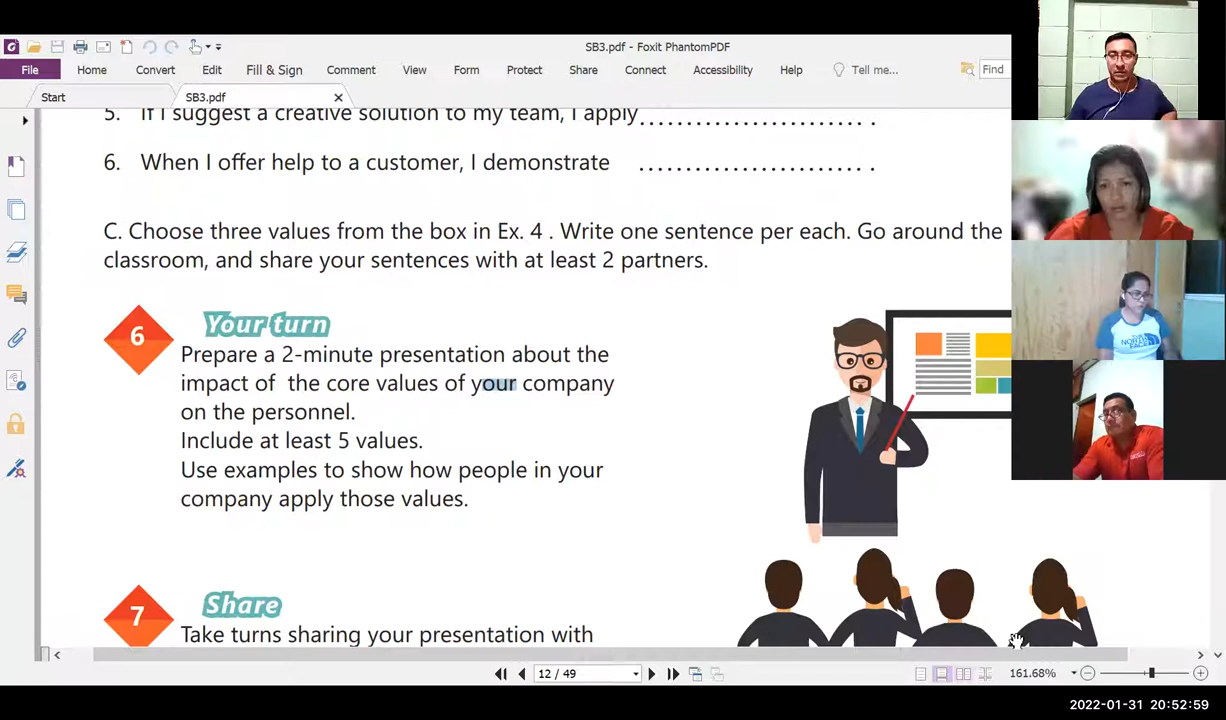 SB3.pdf - Foxit PhantomPDF
File Home Convert Edit Fill & Sign Comment View Form Protect Share Connect Accessibility Help Tell me... Find
Start SB3.pdf
5. If I suggest a creative solution to my team, I apply........................ .
6. When I offer help to a customer, I demonstrate ........................ .
C. Choose three values from the box in Ex. 4 . Write one sentence per each. Go around the
classroom, and share your sentences with at least 2 partners.
6 Your turn
Prepare a 2-minute presentation about the
impact of the core values of your company
on the personnel.
Include at least 5 values.
Use examples to show how people in your
company apply those values.
7 Share
Take turns sharing your presentation with
12 / 49
161.68%
THE NORTH FACE
2022-01-31 20:52:59